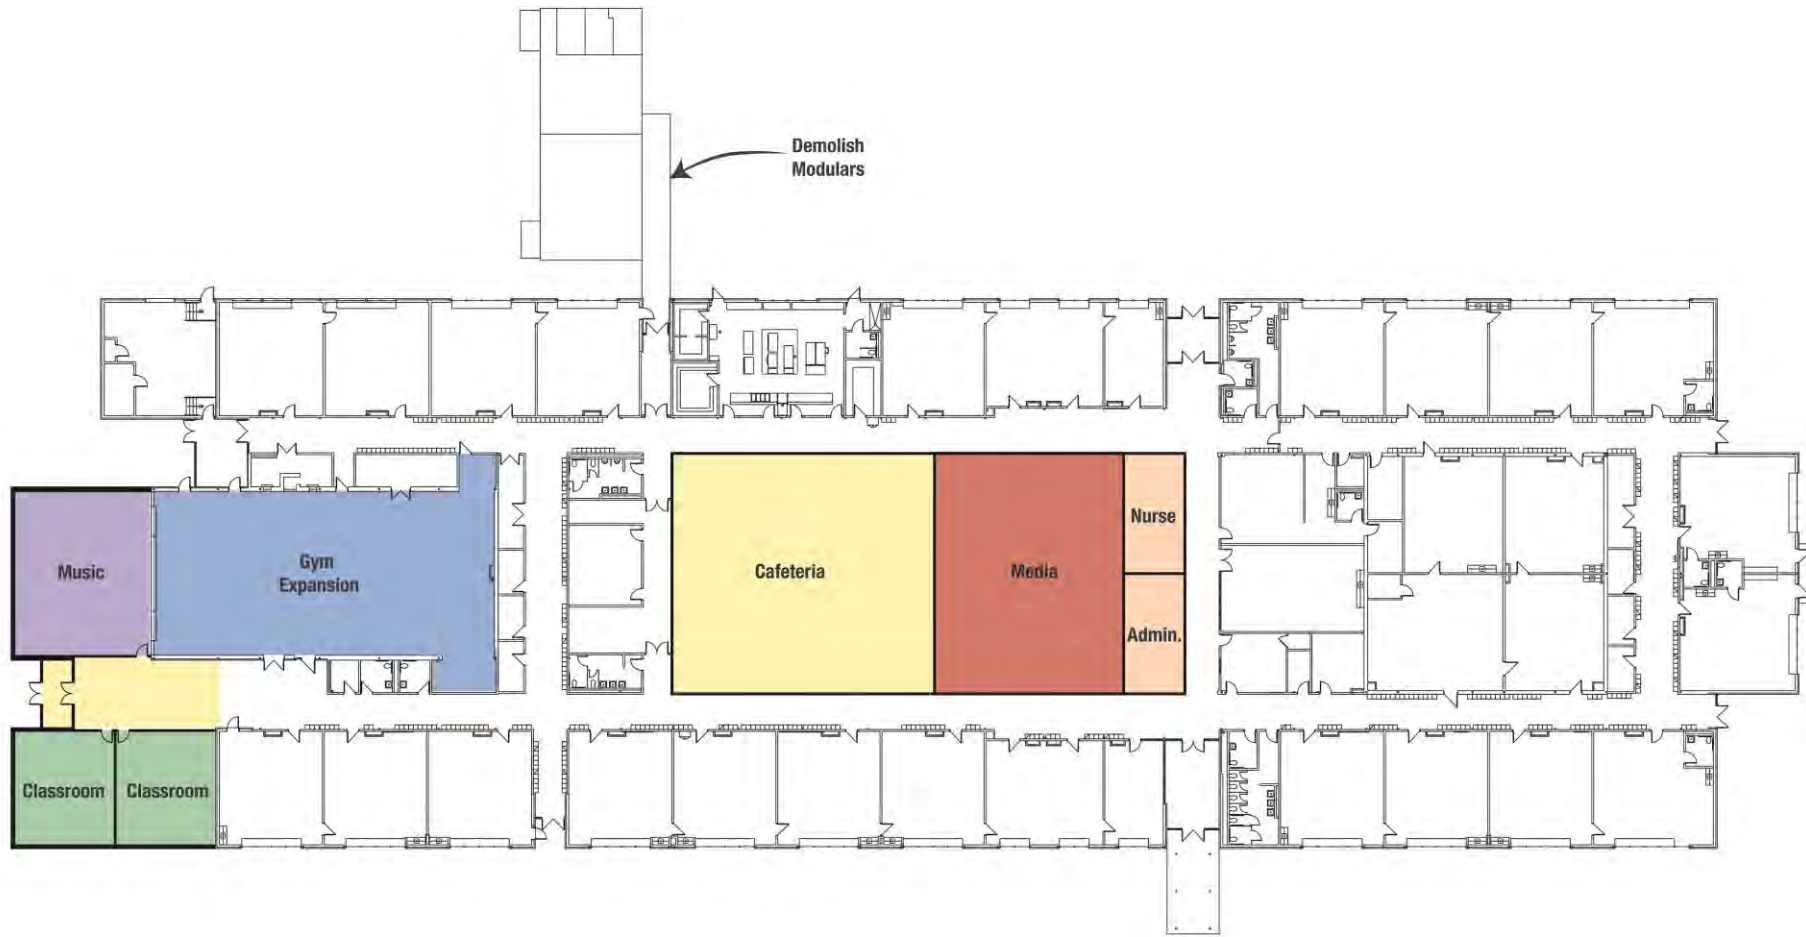 Demolish
Modulars
Nurse
Music
Gym
Expansion
Cafeteria
Media
Admin.
Classroom
Classroom